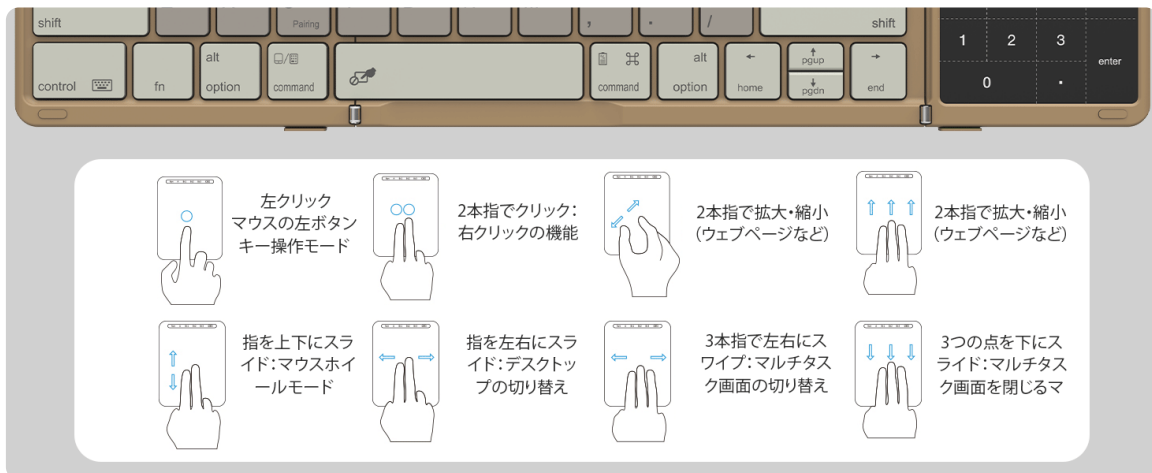 shift
Pairing
,
.
/
shift
1
2
3
enter
0
.
control
fn
alt
option
command
command
alt
option
home
pgup
pgdn
end
左クリック
マウスの左ボタン
キー操作モード
2本指でクリック：
右クリックの機能
2本指で拡大・縮小
(ウェブページなど)
2本指で拡大・縮小
(ウェブページなど)
指を上下にスラ
イド：マウスホイ
ールモード
指を左右にスラ
イド：デスクトッ
プの切り替え
3本指で左右にス
ワイプ：マルチタス
ク画面の切り替え
3つの点を下にス
ライド：マルチタス
ク画面を閉じるマ